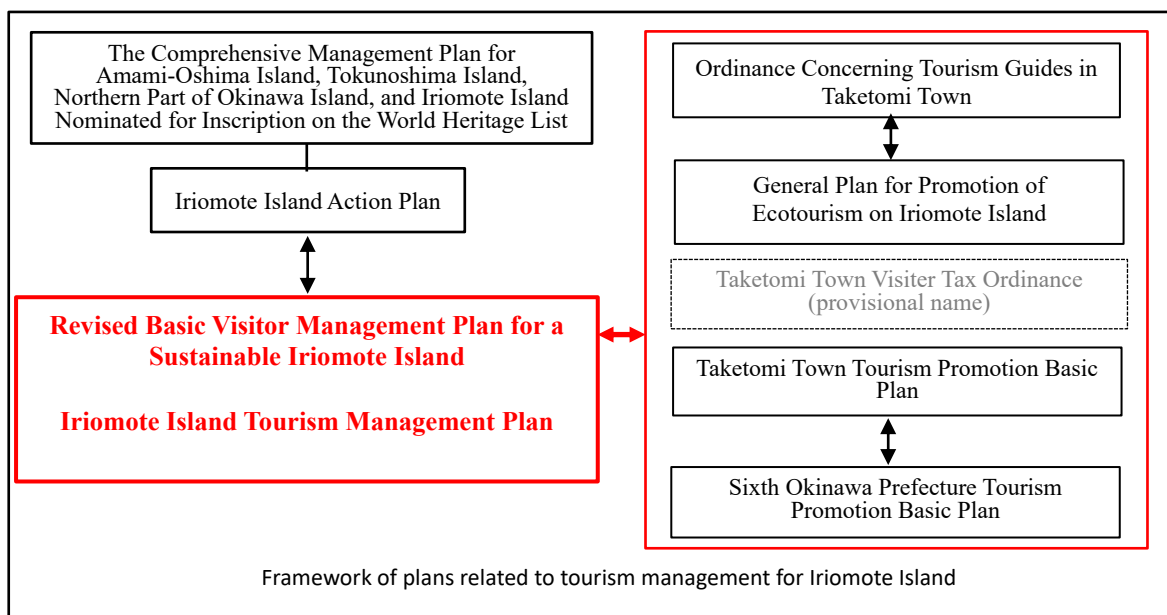 The Comprehensive Management Plan for
Amami-Oshima Island, Tokunoshima Island,
Northern Part of Okinawa Island, and Iriomote Island
Nominated for Inscription on the World Heritage List
Iriomote Island Action Plan
Revised Basic Visitor Management Plan for a
Sustainable Iriomote Island
Iriomote Island Tourism Management Plan
Ordinance Concerning Tourism Guides in
Taketomi Town
General Plan for Promotion of
Ecotourism on Iriomote Island
Taketomi Town Visiter Tax Ordinance
(provisional name)
Taketomi Town Tourism Promotion Basic
Plan
Sixth Okinawa Prefecture Tourism
Promotion Basic Plan
Framework of plans related to tourism management for Iriomote Island